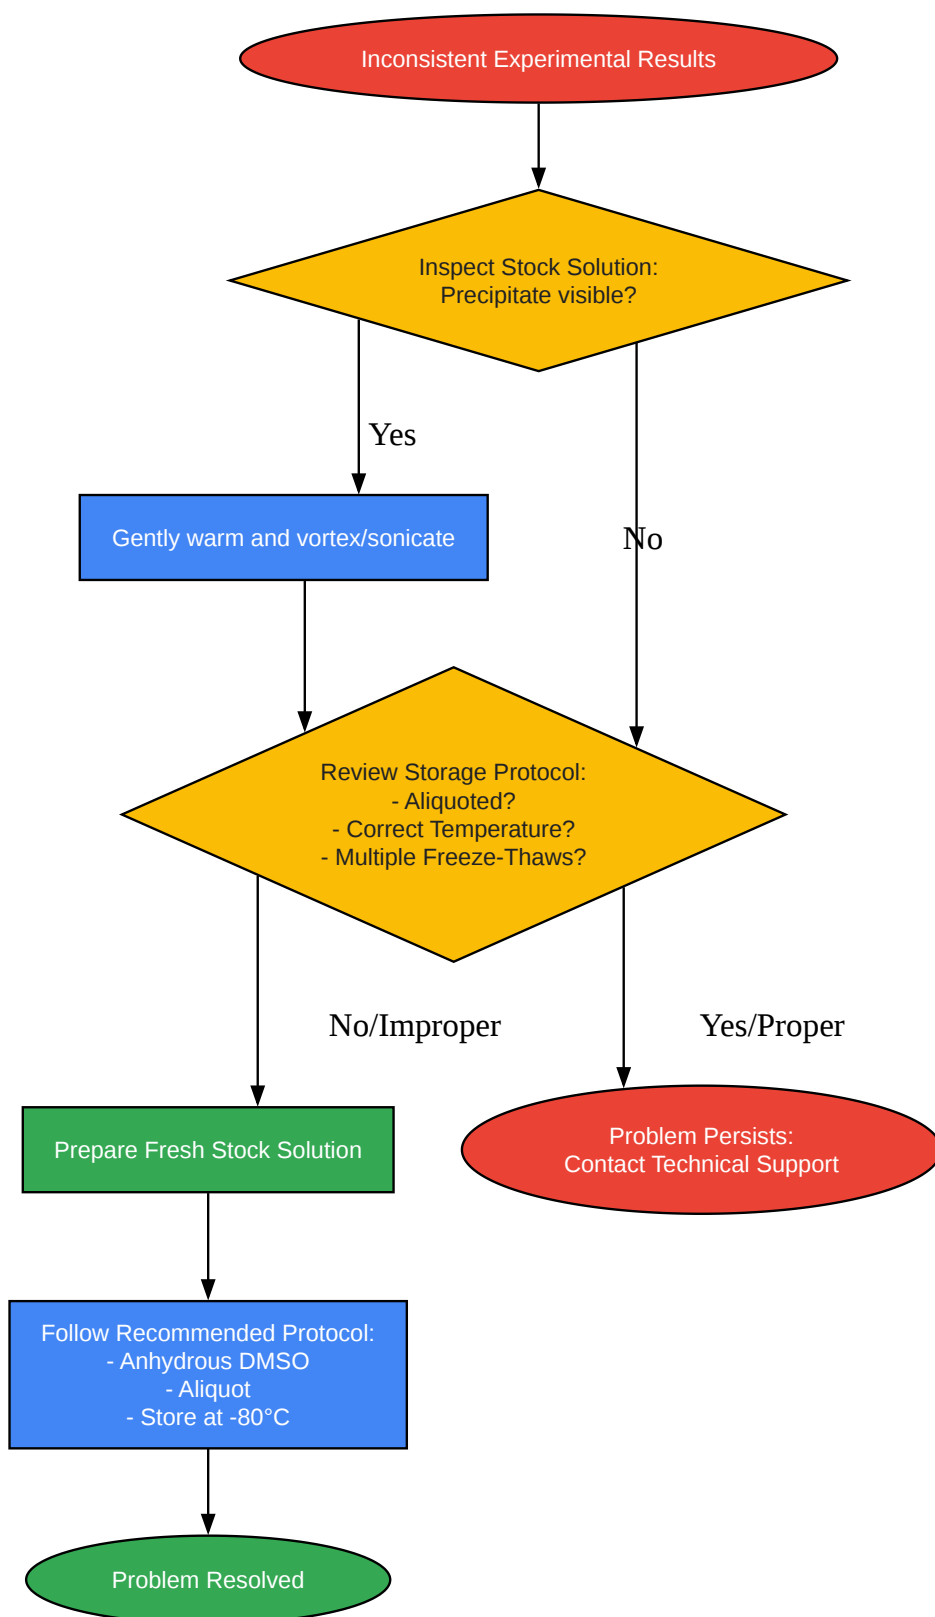 Inconsistent Experimental Results
Inspect Stock Solution:
Precipitate visible?
Yes
Gently warm and vortex/sonicate
No
Review Storage Protocol:
- Aliquoted?
- Correct Temperature?
- Multiple Freeze-Thaws?
No/Improper
Yes/Proper
Prepare Fresh Stock Solution
Problem Persists:
Contact Technical Support
Follow Recommended Protocol:
- Anhydrous DMSO
- Aliquot
- Store at -80°C
Problem Resolved